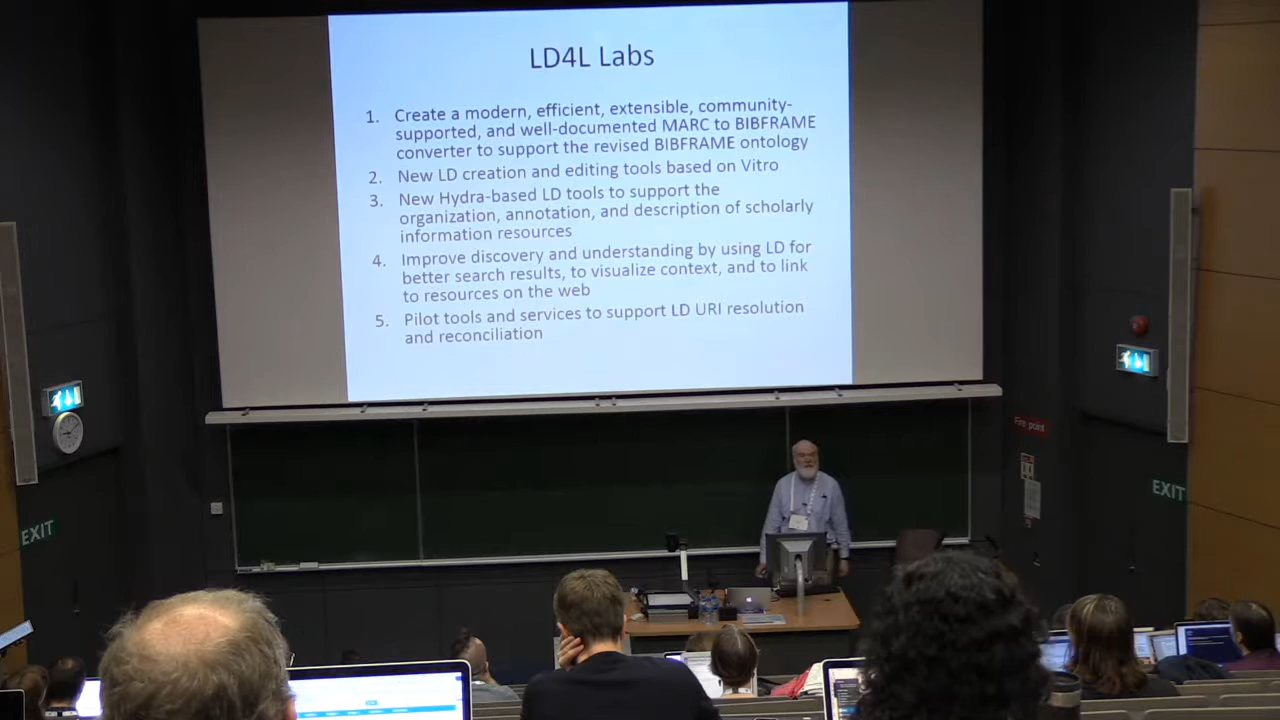 LD4L Labs
1. Create a modern, efficient, extensible, community-
supported, and well-documented MARC to BIBFRAME
converter to support the revised BIBFRAME ontology
2. New LD creation and editing tools based on Vitro
3. New Hydra-based LD tools to support the
organization, annotation, and description of scholarly
information resources
4. Improve discovery and understanding by using LD for
better search results, to visualize context, and to link
to resources on the web
5. Pilot tools and services to support LD URI resolution
and reconciliation
Fire point
EXIT
EXIT